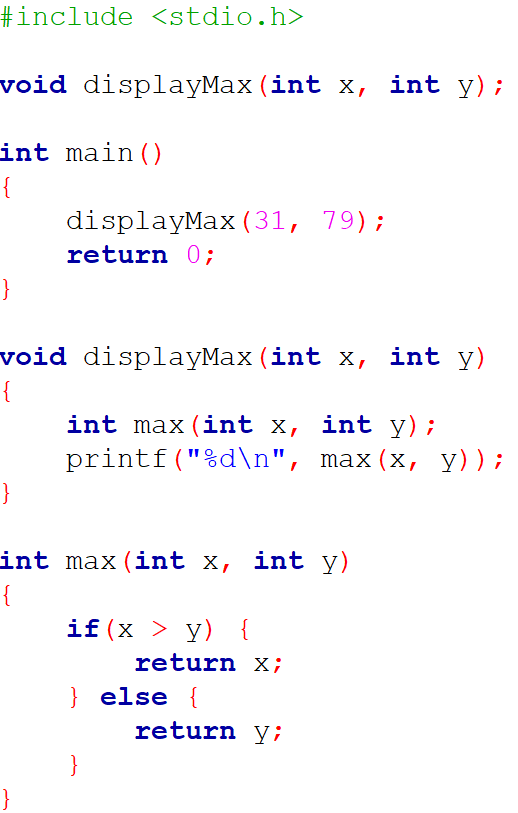 #include <stdio.h>

void displayMax(int x, int y);

int main()
{
    displayMax(31, 79);
    return 0;
}

void displayMax(int x, int y)
{
    int max(int x, int y);
    printf("%d\n", max(x, y));
}

int max(int x, int y)
{
    if(x > y) {
        return x;
    } else {
        return y;
    }
}